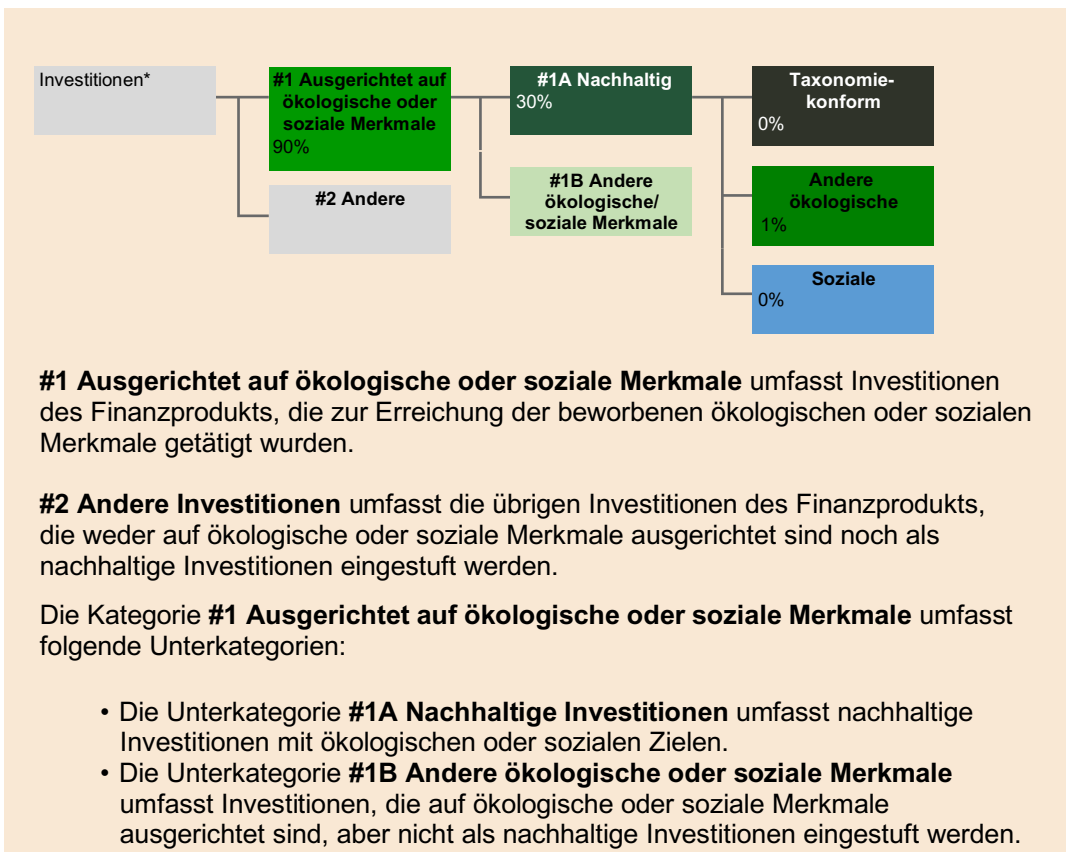 Investitionen*
#1 Ausgerichtet auf
ökologische oder
soziale Merkmale
90%
#2 Andere
#1A Nachhaltig
30%
#1B Andere
ökologische/
soziale Merkmale
Taxonomie-
konform
0%
Andere
ökologische
1%
Soziale
0%
#1 Ausgerichtet auf ökologische oder soziale Merkmale umfasst Investitionen
des Finanzprodukts, die zur Erreichung der beworbenen ökologischen oder sozialen
Merkmale getätigt wurden.
#2 Andere Investitionen umfasst die übrigen Investitionen des Finanzprodukts,
die weder auf ökologische oder soziale Merkmale ausgerichtet sind noch als
nachhaltige Investitionen eingestuft werden.
Die Kategorie #1 Ausgerichtet auf ökologische oder soziale Merkmale umfasst
folgende Unterkategorien:
• Die Unterkategorie #1A Nachhaltige Investitionen umfasst nachhaltige
Investitionen mit ökologischen oder sozialen Zielen.
• Die Unterkategorie #1B Andere ökologische oder soziale Merkmale
umfasst Investitionen, die auf ökologische oder soziale Merkmale
ausgerichtet sind, aber nicht als nachhaltige Investitionen eingestuft werden.